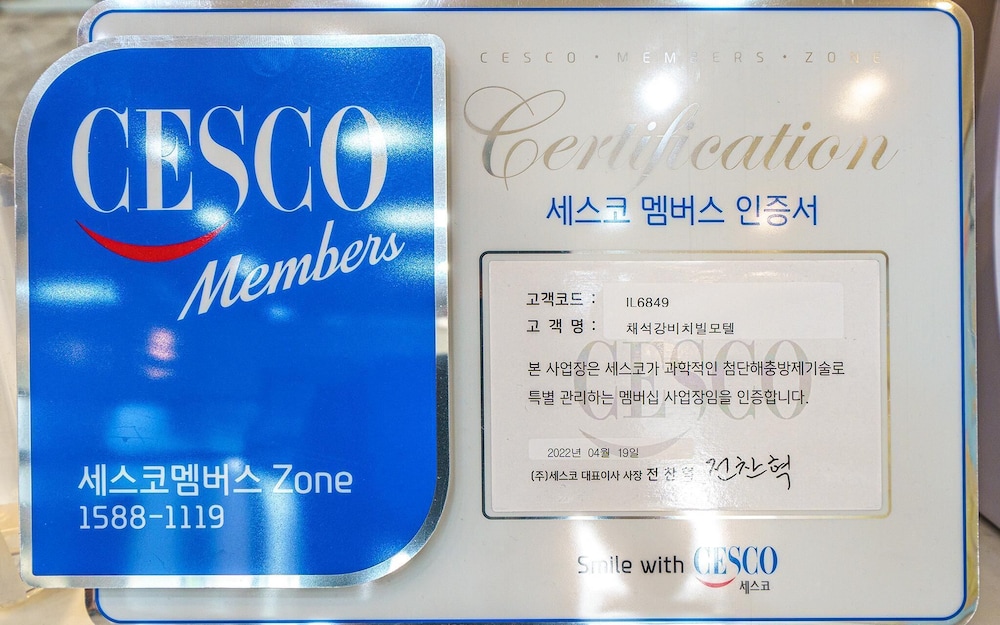 CESCO
Members
세스코멤버스 Zone
1588-1119
CESCO • MEMBERS • ZONE
Certification
세스코 멤버스 인증서
고객코드 : IL6849
고 객 명 : 채석강비치빌모텔
CESCO
본 사업장은 세스코가 과학적인 첨단해충방제기술로
특별 관리하는 멤버십 사업장임을 인증합니다.
2022년 04월 19일
(주)세스코 대표이사 사장 전 찬 혁 전찬혁
Smile with CESCO
세스코